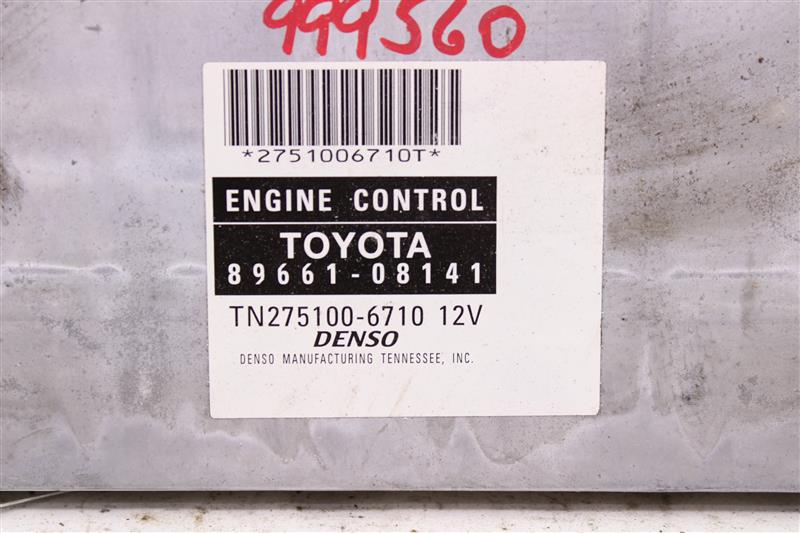 999560
*2751006710T*
ENGINE CONTROL
TOYOTA
89661-08141
TN275100-6710 12V
DENSO
DENSO MANUFACTURING TENNESSEE, INC.